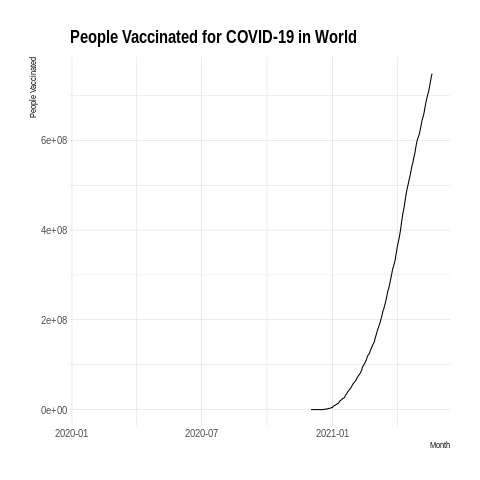 People Vaccinated for COVID-19 in World
People Vaccinated
6e+08
4e+08
2e+08
0e+00
2020-01 2020-07 2021-01
Month